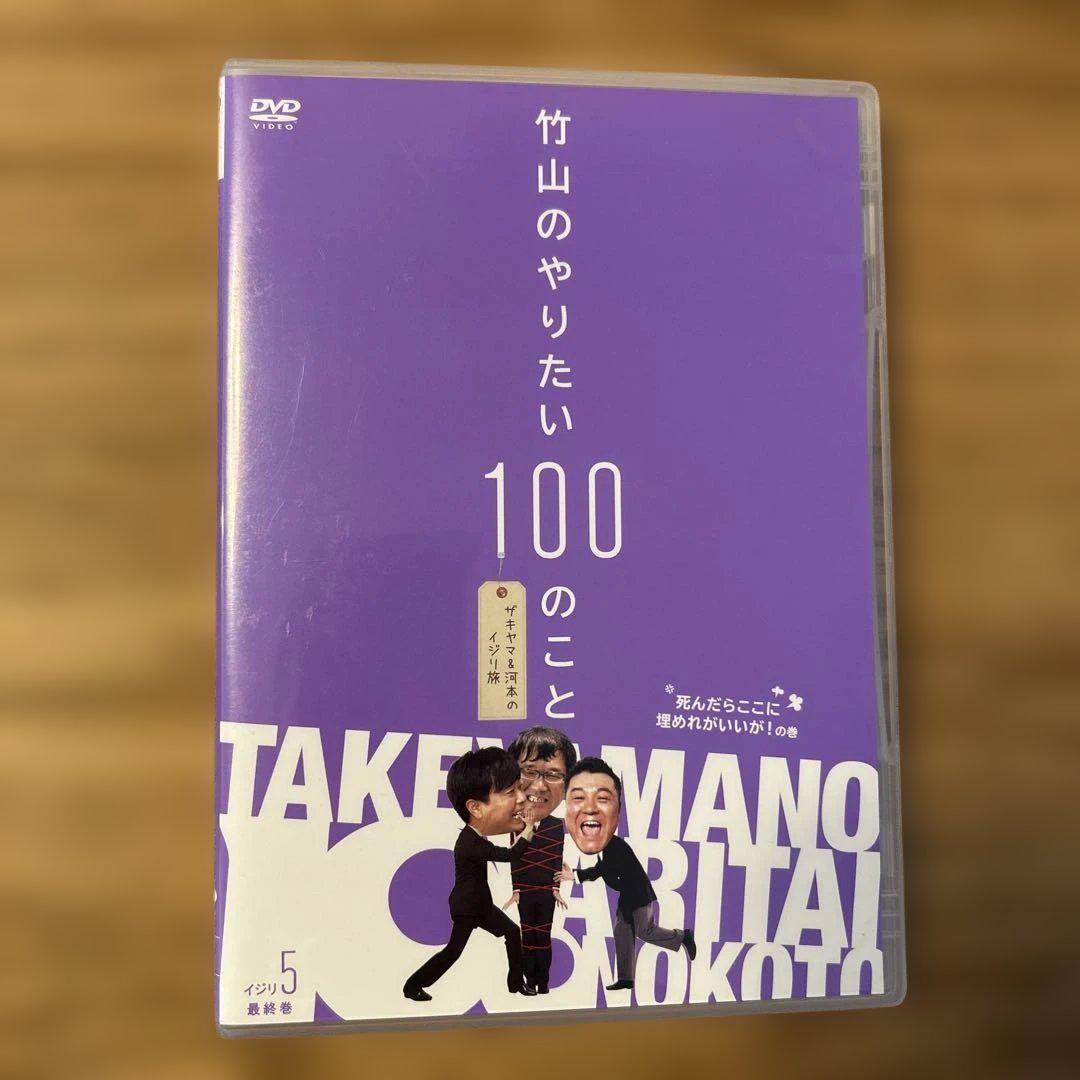 DVD
VIDEO
竹山のやりたい
100
のこと
ザキヤマ&河本の
イジリ旅
死んだらここに
埋めれがいいが!の巻
TAKEYAMANO
YARITAI
100
NOKOTO
イジリ5
最終巻